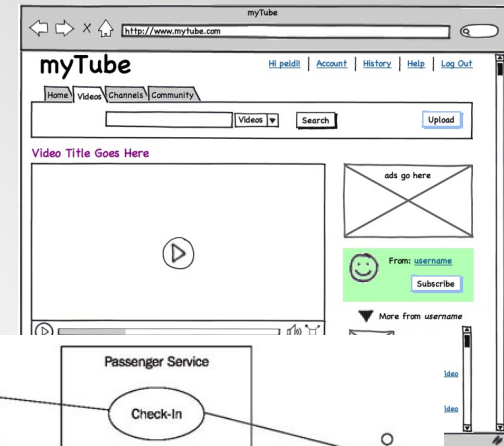 myTube
http://www.mytube.com
myTube
Hi peldi! Account History Help Log Out
Home Videos Channels Community
Videos Search Upload
Video Title Goes Here
ads go here
From: username
Subscribe
More from username
Passenger Service
Check-In